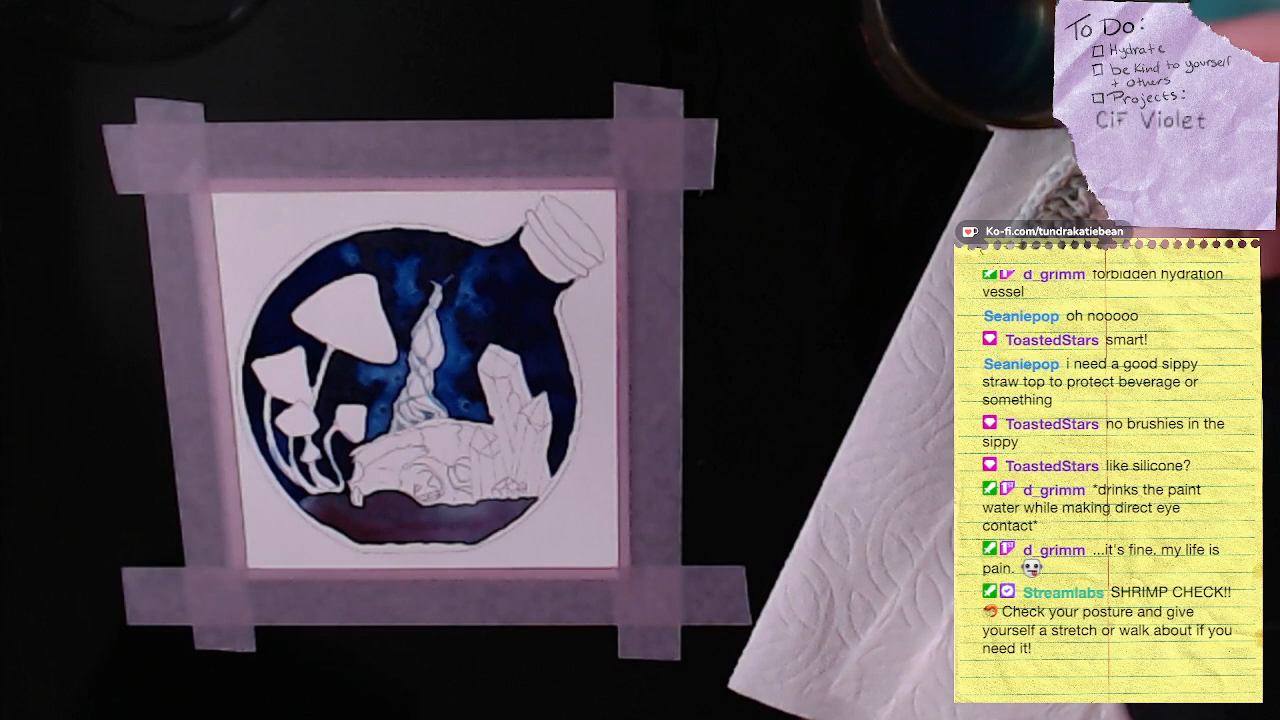 To Do:
Hydrate
be kind to yourself
+ others
Projects:
CiF Violet
Ko-fi.com/tundrakatiebean
d_grimm forbidden hydration
vessel
Seaniepop oh nooooo
ToastedStars smart!
Seaniepop i need a good sippy
straw top to protect beverage or
something
ToastedStars no brushies in the
sippy
ToastedStars like silicone?
d_grimm *drinks the paint
water while making direct eye
contact*
d_grimm ...it's fine. my life is
pain.
Streamlabs SHRIMP CHECK!!
Check your posture and give
yourself a stretch or walk about if you
need it!